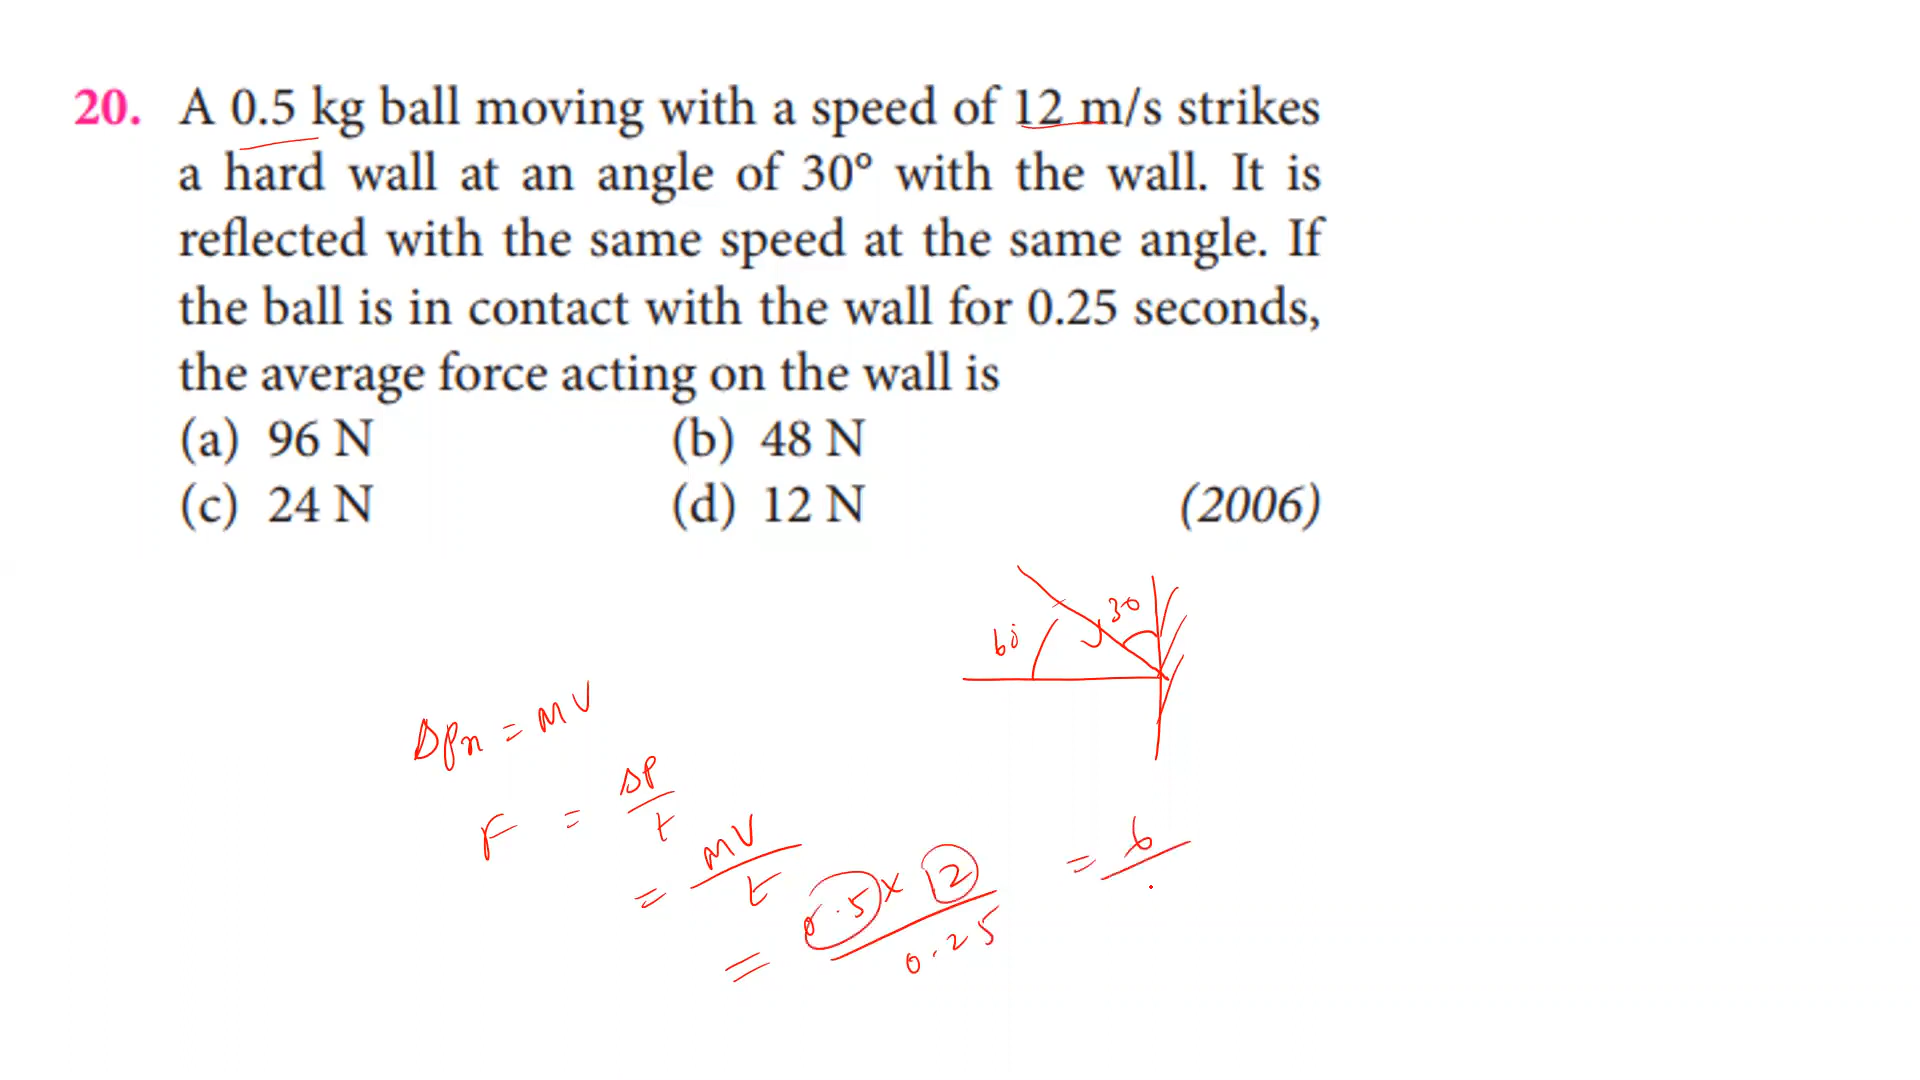 20. A 0.5 kg ball moving with a speed of 12 m/s strikes
a hard wall at an angle of 30° with the wall. It is
reflected with the same speed at the same angle. If
the ball is in contact with the wall for 0.25 seconds,
the average force acting on the wall is
(a) 96 N (b) 48 N
(c) 24 N (d) 12 N (2006)
30
60
Δpn = MV
F = ΔP/t
= MV/t
= 0.5 × 12/0.25 = 6/